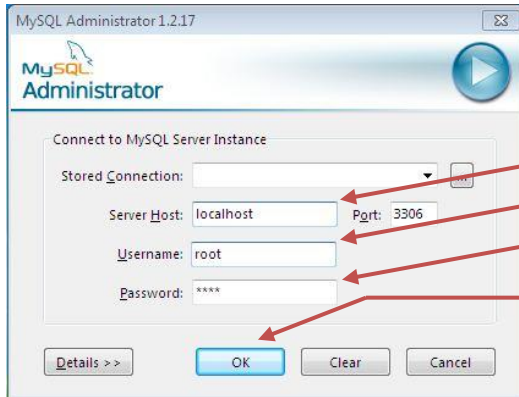 MySQL Administrator 1.2.17
MySQL
Administrator
Connect to MySQL Server Instance
Stored Connection:
...
Server Host: localhost Port: 3306
Username: root
Password: ****
Details >> OK Clear Cancel